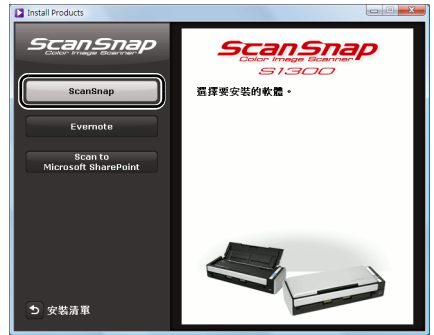 Install Products
ScanSnap
Color Image Scanner
ScanSnap
Evernote
Scan to
Microsoft SharePoint
安裝清單
ScanSnap
Color Image Scanner
S1300
選擇要安裝的軟體。